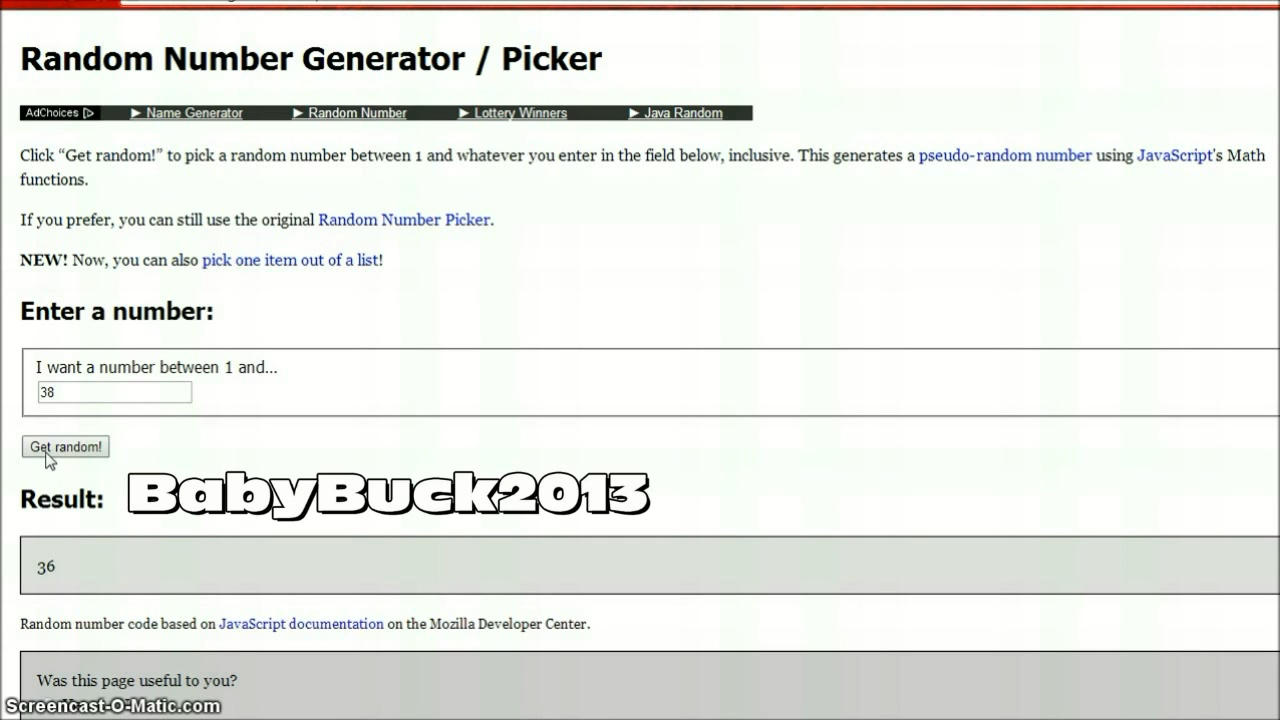 Random Number Generator / Picker
AdChoices ▶ Name Generator ▶ Random Number ▶ Lottery Winners ▶ Java Random
Click “Get random!” to pick a random number between 1 and whatever you enter in the field below, inclusive. This generates a pseudo-random number using JavaScript's Math
functions.
If you prefer, you can still use the original Random Number Picker.
NEW! Now, you can also pick one item out of a list!
Enter a number:
I want a number between 1 and...
38
Get random!
Result: BabyBuck2013
36
Random number code based on JavaScript documentation on the Mozilla Developer Center.
Was this page useful to you?
Screencast-O-Matic.com